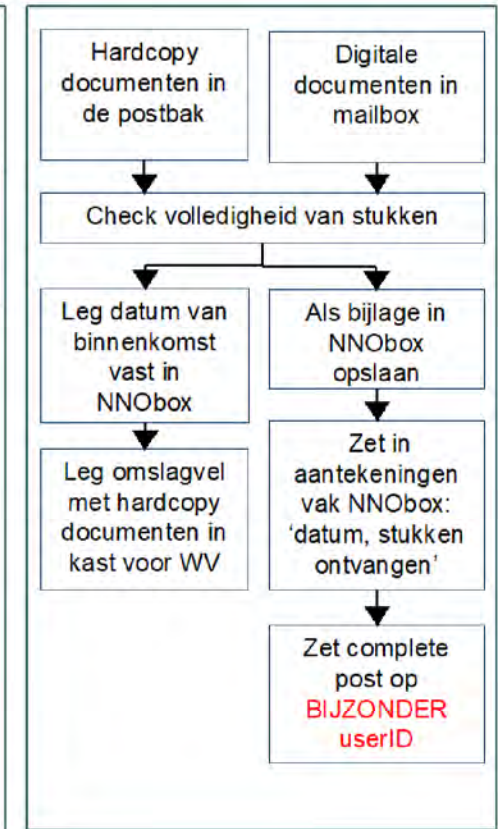 Hardcopy
documenten in
de postbak
Digitale
documenten in
mailbox
Check volledigheid van stukken
Leg datum van
binnenkomst
vast in
NNObox
Leg omslagvel
met hardcopy
documenten in
kast voor WV
Als bijlage in
NNObox
opslaan
Zet in
aantekeningen
vak NNObox:
‘datum, stukken
ontvangen’
Zet complete
post op
BIJZONDER
userID